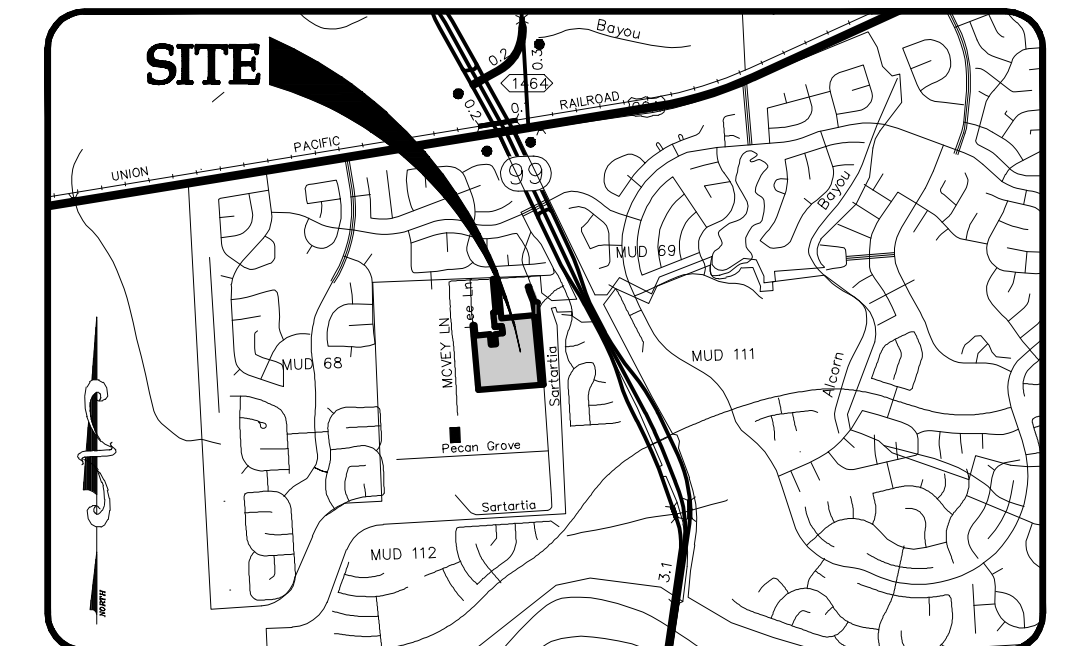 SITE
Bayou
0.2
0.3
1464
0.2
0.
RAILROAD
PACIFIC
UNION
99
Bayou
MUD 69
Lee Ln
MCVEY LN
Sartartia
MUD 111
MUD 68
Alcorn
Pecan Grove
Sartartia
MUD 112
3.1
NORTH